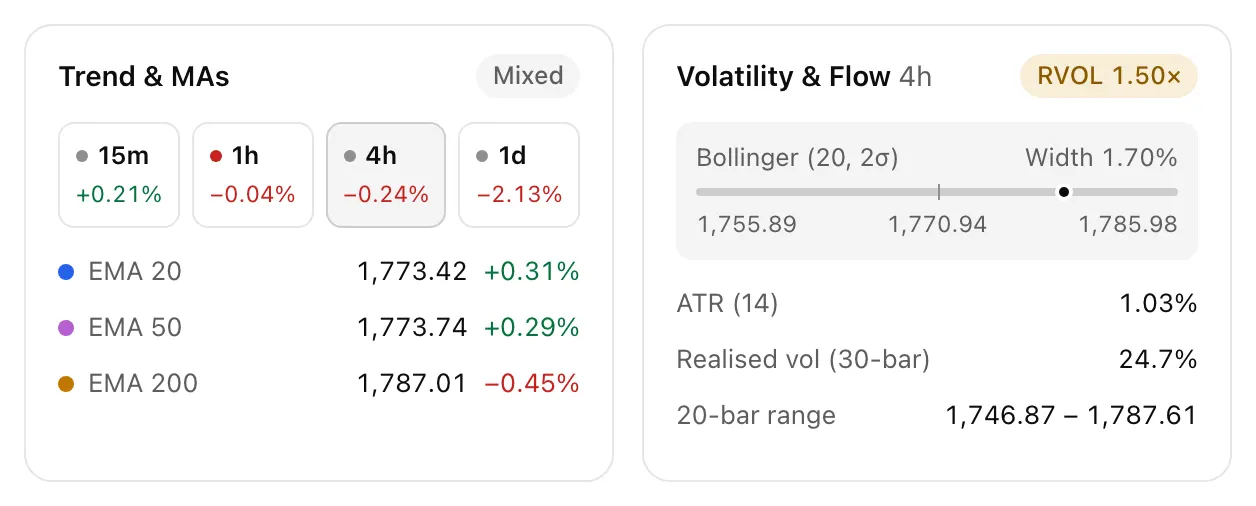 Trend & MAs
Mixed
15m
+0.21%
1h
−0.04%
4h
−0.24%
1d
−2.13%
EMA 20 1,773.42 +0.31%
EMA 50 1,773.74 +0.29%
EMA 200 1,787.01 −0.45%
Volatility & Flow 4h
RVOL 1.50×
Bollinger (20, 2σ) Width 1.70%
1,755.89 1,770.94 1,785.98
ATR (14) 1.03%
Realised vol (30-bar) 24.7%
20-bar range 1,746.87 – 1,787.61